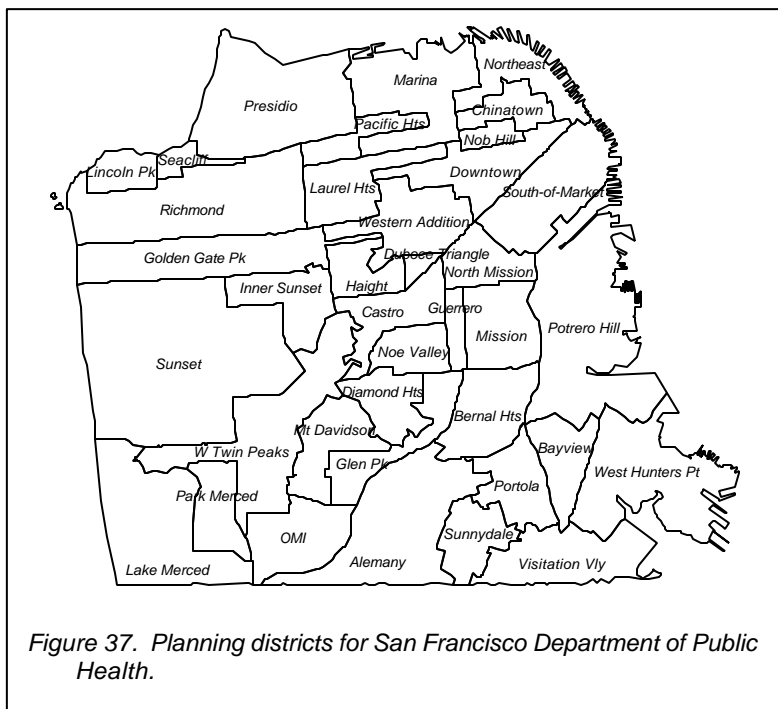 Northeast
Marina
Presidio
Chinatown
Pacific Hts
Nob Hill
Seacliff
Lincoln Pk
Downtown
Laurel Hts
South-of-Market
Richmond
Western Addition
Duboce Triangle
Golden Gate Pk
North Mission
Inner Sunset
Haight
Castro
Guerrero
Mission
Potrero Hill
Noe Valley
Sunset
Diamond Hts
Bernal Hts
Mt Davidson
W Twin Peaks
Bayview
Glen Pk
West Hunters Pt
Portola
Park Merced
OMI
Sunnydale
Alemany
Visitation Vly
Lake Merced
Figure 37. Planning districts for San Francisco Department of Public
Health.